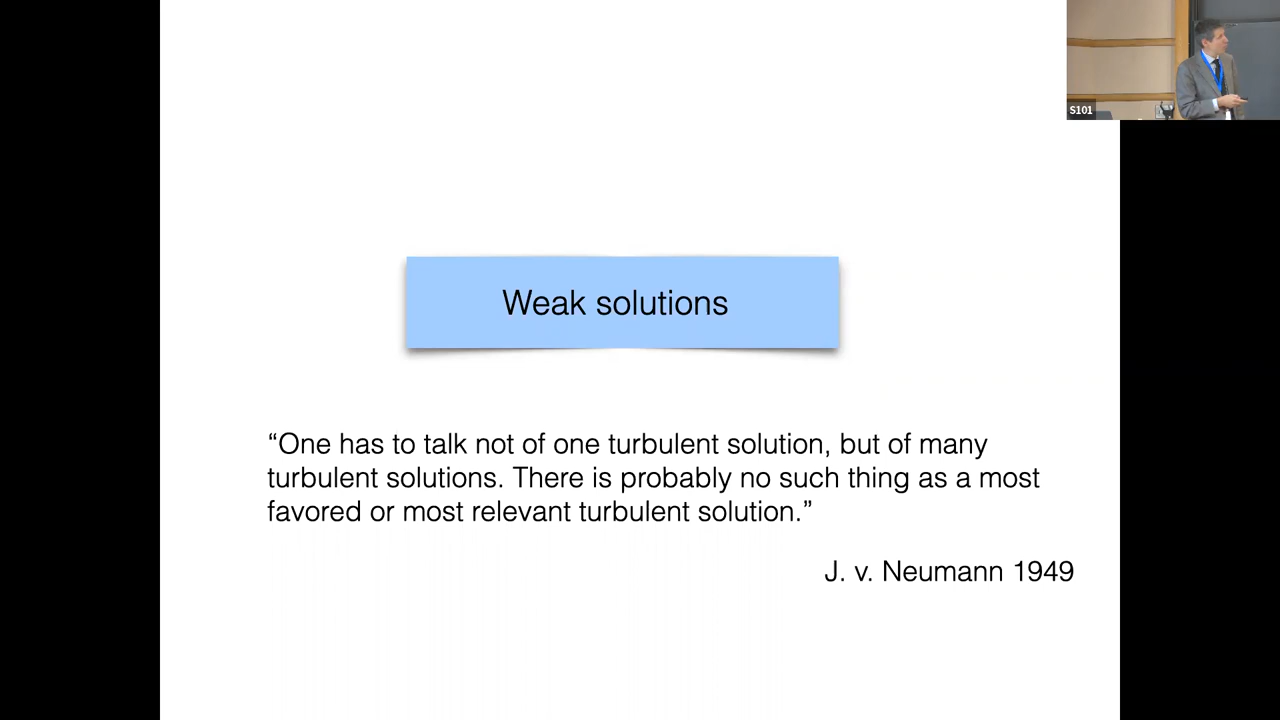 S101
Weak solutions
“One has to talk not of one turbulent solution, but of many
turbulent solutions. There is probably no such thing as a most
favored or most relevant turbulent solution.”
J. v. Neumann 1949